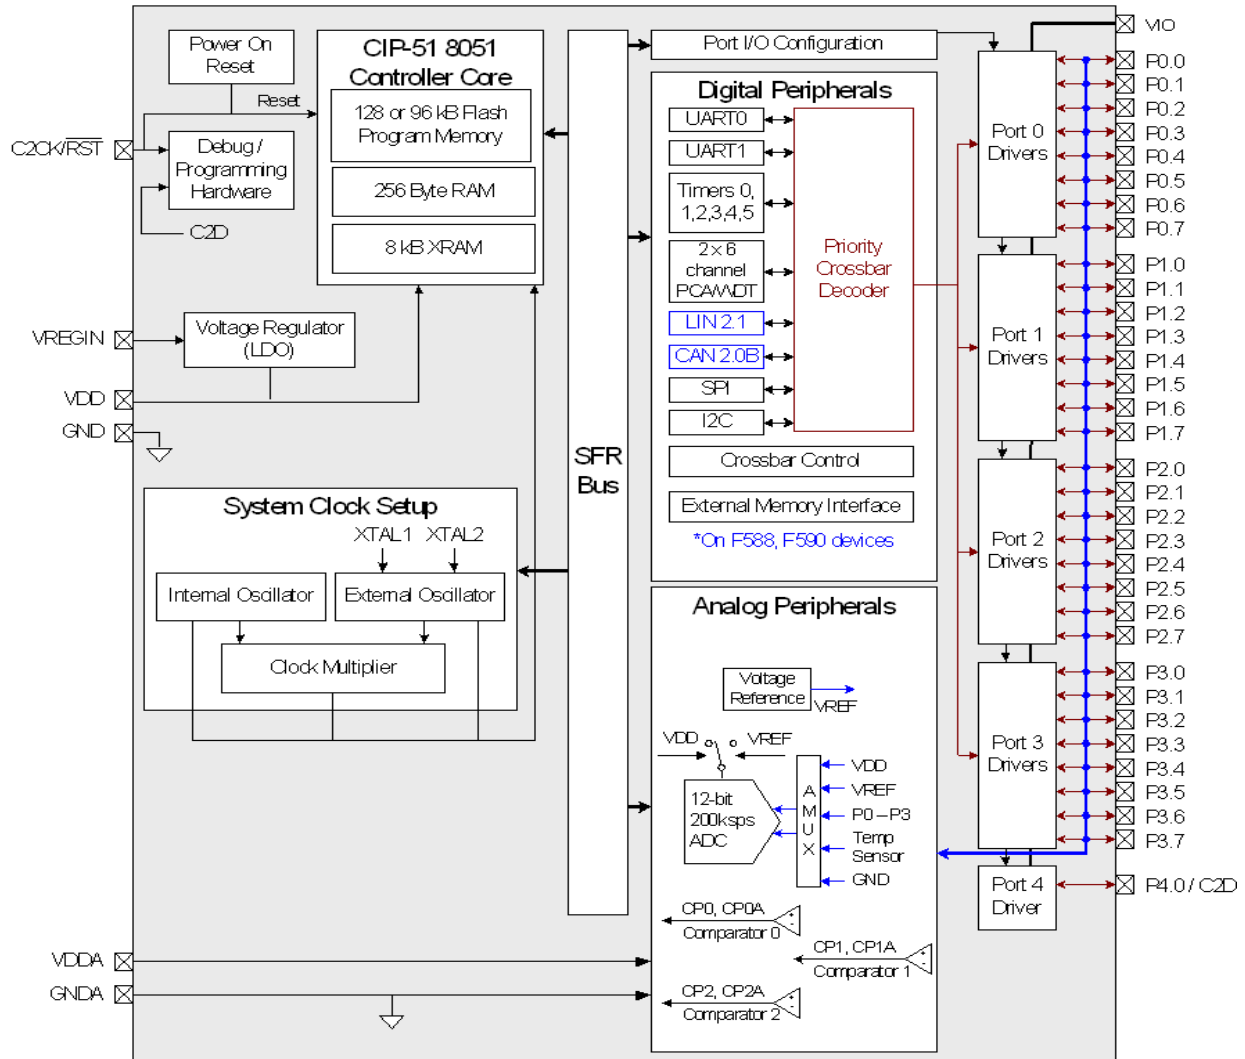 Power On
Reset
Reset
C2CK/RST
Debug /
Programming
Hardware
C2D
CIP-51 8051
Controller Core
128 or 96 kB Flash
Program Memory
256 Byte RAM
8 kB XRAM
VREGIN
Voltage Regulator
(LDO)
VDD
GND
System Clock Setup
XTAL1 XTAL2
Internal Oscillator
External Oscillator
Clock Multiplier
VDDA
GNDA
SFR
Bus
Port I/O Configuration
Digital Peripherals
UART0
UART1
Timers 0,
1,2,3,4,5
2 x 6
channel
PCA/WDT
LIN 2.1
CAN 2.0B
SPI
I2C
Priority
Crossbar
Decoder
Crossbar Control
External Memory Interface
*On F588, F590 devices
Analog Peripherals
Voltage
Reference
VREF
VDD
VREF
12-bit
200ksps
ADC
A
M
U
X
VDD
VREF
P0 – P3
Temp
Sensor
GND
CP0, CP0A
Comparator 0
CP1, CP1A
Comparator 1
CP2, CP2A
Comparator 2
Port 0
Drivers
Port 1
Drivers
Port 2
Drivers
Port 3
Drivers
Port 4
Driver
VIO
P0.0
P0.1
P0.2
P0.3
P0.4
P0.5
P0.6
P0.7
P1.0
P1.1
P1.2
P1.3
P1.4
P1.5
P1.6
P1.7
P2.0
P2.1
P2.2
P2.3
P2.4
P2.5
P2.6
P2.7
P3.0
P3.1
P3.2
P3.3
P3.4
P3.5
P3.6
P3.7
P4.0 / C2D